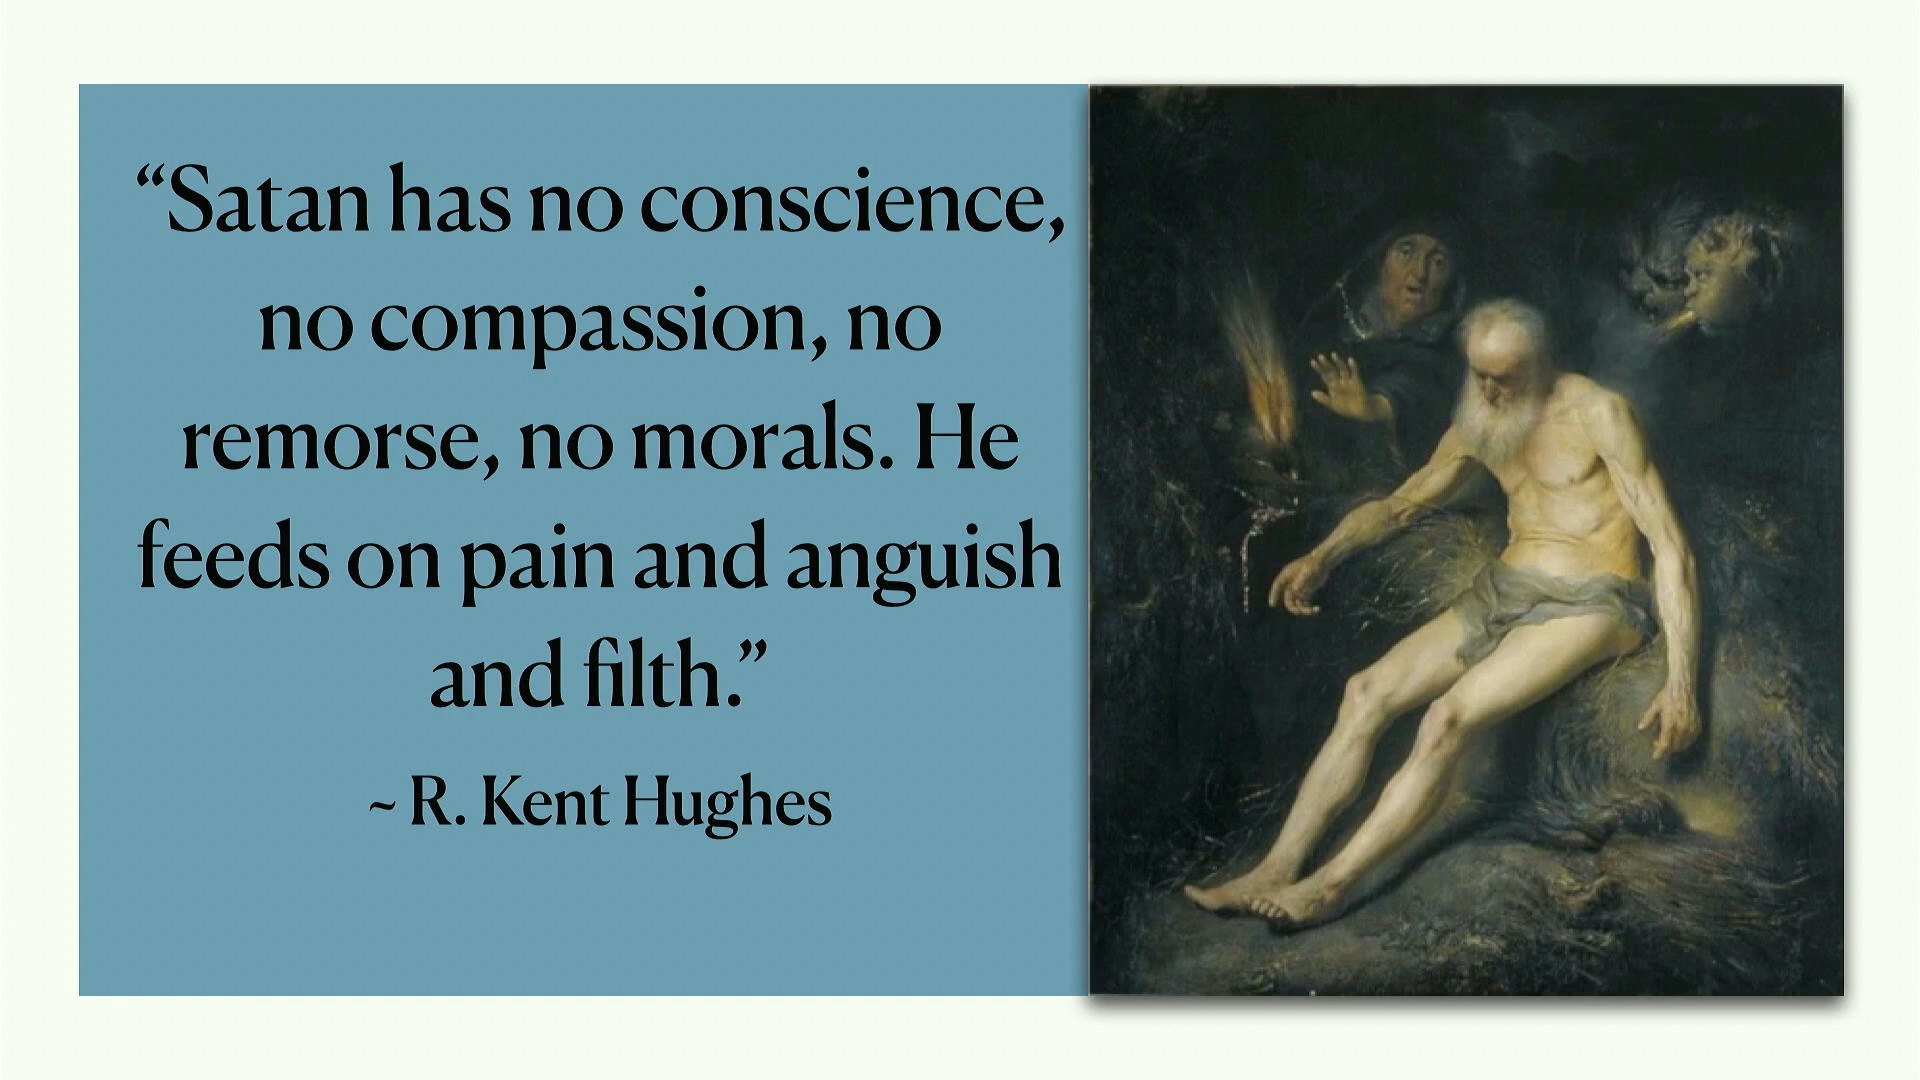 “Satan has no conscience,
no compassion, no
remorse, no morals. He
feeds on pain and anguish
and filth.”
~ R. Kent Hughes